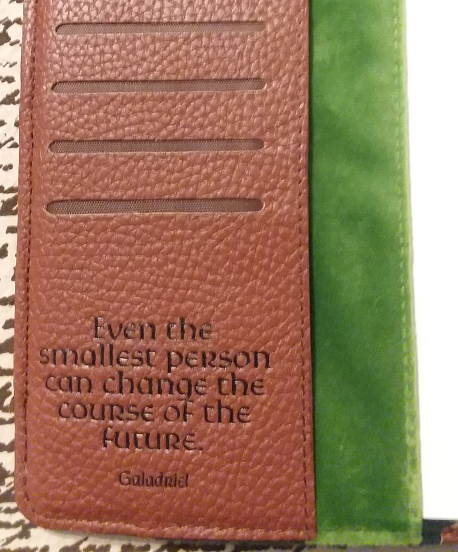 Even the
smallest person
can change the
course of the
future.
Galadriel